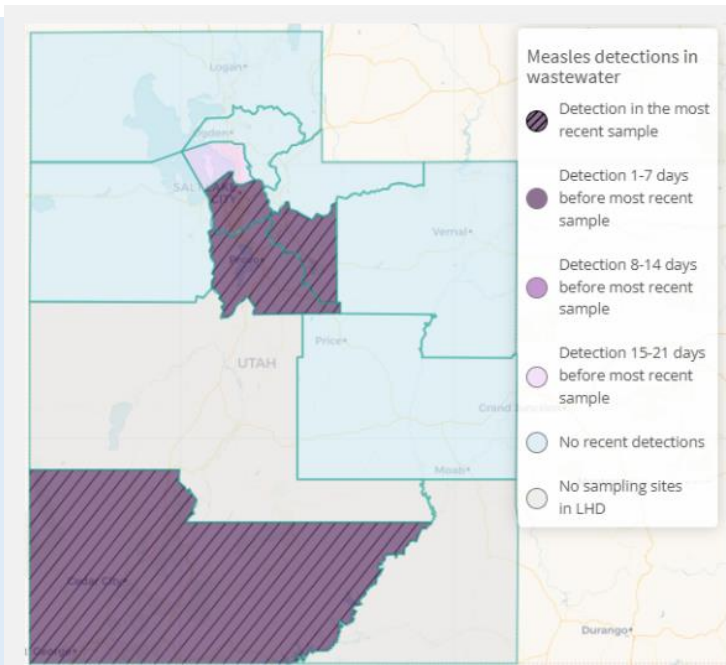 Measles detections in
wastewater
Detection in the most
recent sample
Detection 1-7 days
before most recent
sample
Detection 8-14 days
before most recent
sample
Detection 15-21 days
before most recent
sample
No recent detections
No sampling sites
in LHD
Logan
Ogden
SALT LAKE
CITY
Provo
Vernal
Price
UTAH
Grand Junction
Moab
Cedar City
George
Durango